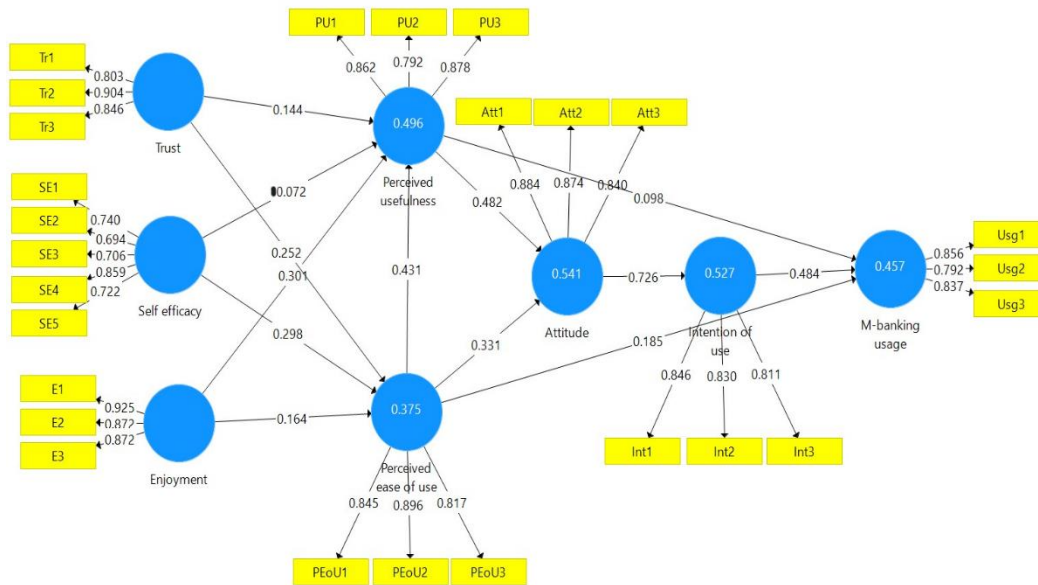 PU1
PU2
PU3
0.862
0.792
0.878
Tr1
Tr2
Tr3
0.803
0.904
0.846
Trust
0.144
0.496
Perceived
usefulness
Att1
Att2
Att3
0.884
0.874
0.840
SE1
SE2
SE3
SE4
SE5
0.740
0.694
0.706
0.859
0.722
Self efficacy
0.072
0.252
0.301
0.298
0.431
0.482
0.098
0.541
Attitude
0.726
0.527
Intention of
use
0.484
0.457
M-banking
usage
0.856
0.792
0.837
Usg1
Usg2
Usg3
0.331
0.185
0.846
0.830
0.811
Int1
Int2
Int3
E1
E2
E3
0.925
0.872
0.872
Enjoyment
0.164
0.375
Perceived
ease of use
0.845
0.896
0.817
PEoU1
PEoU2
PEoU3